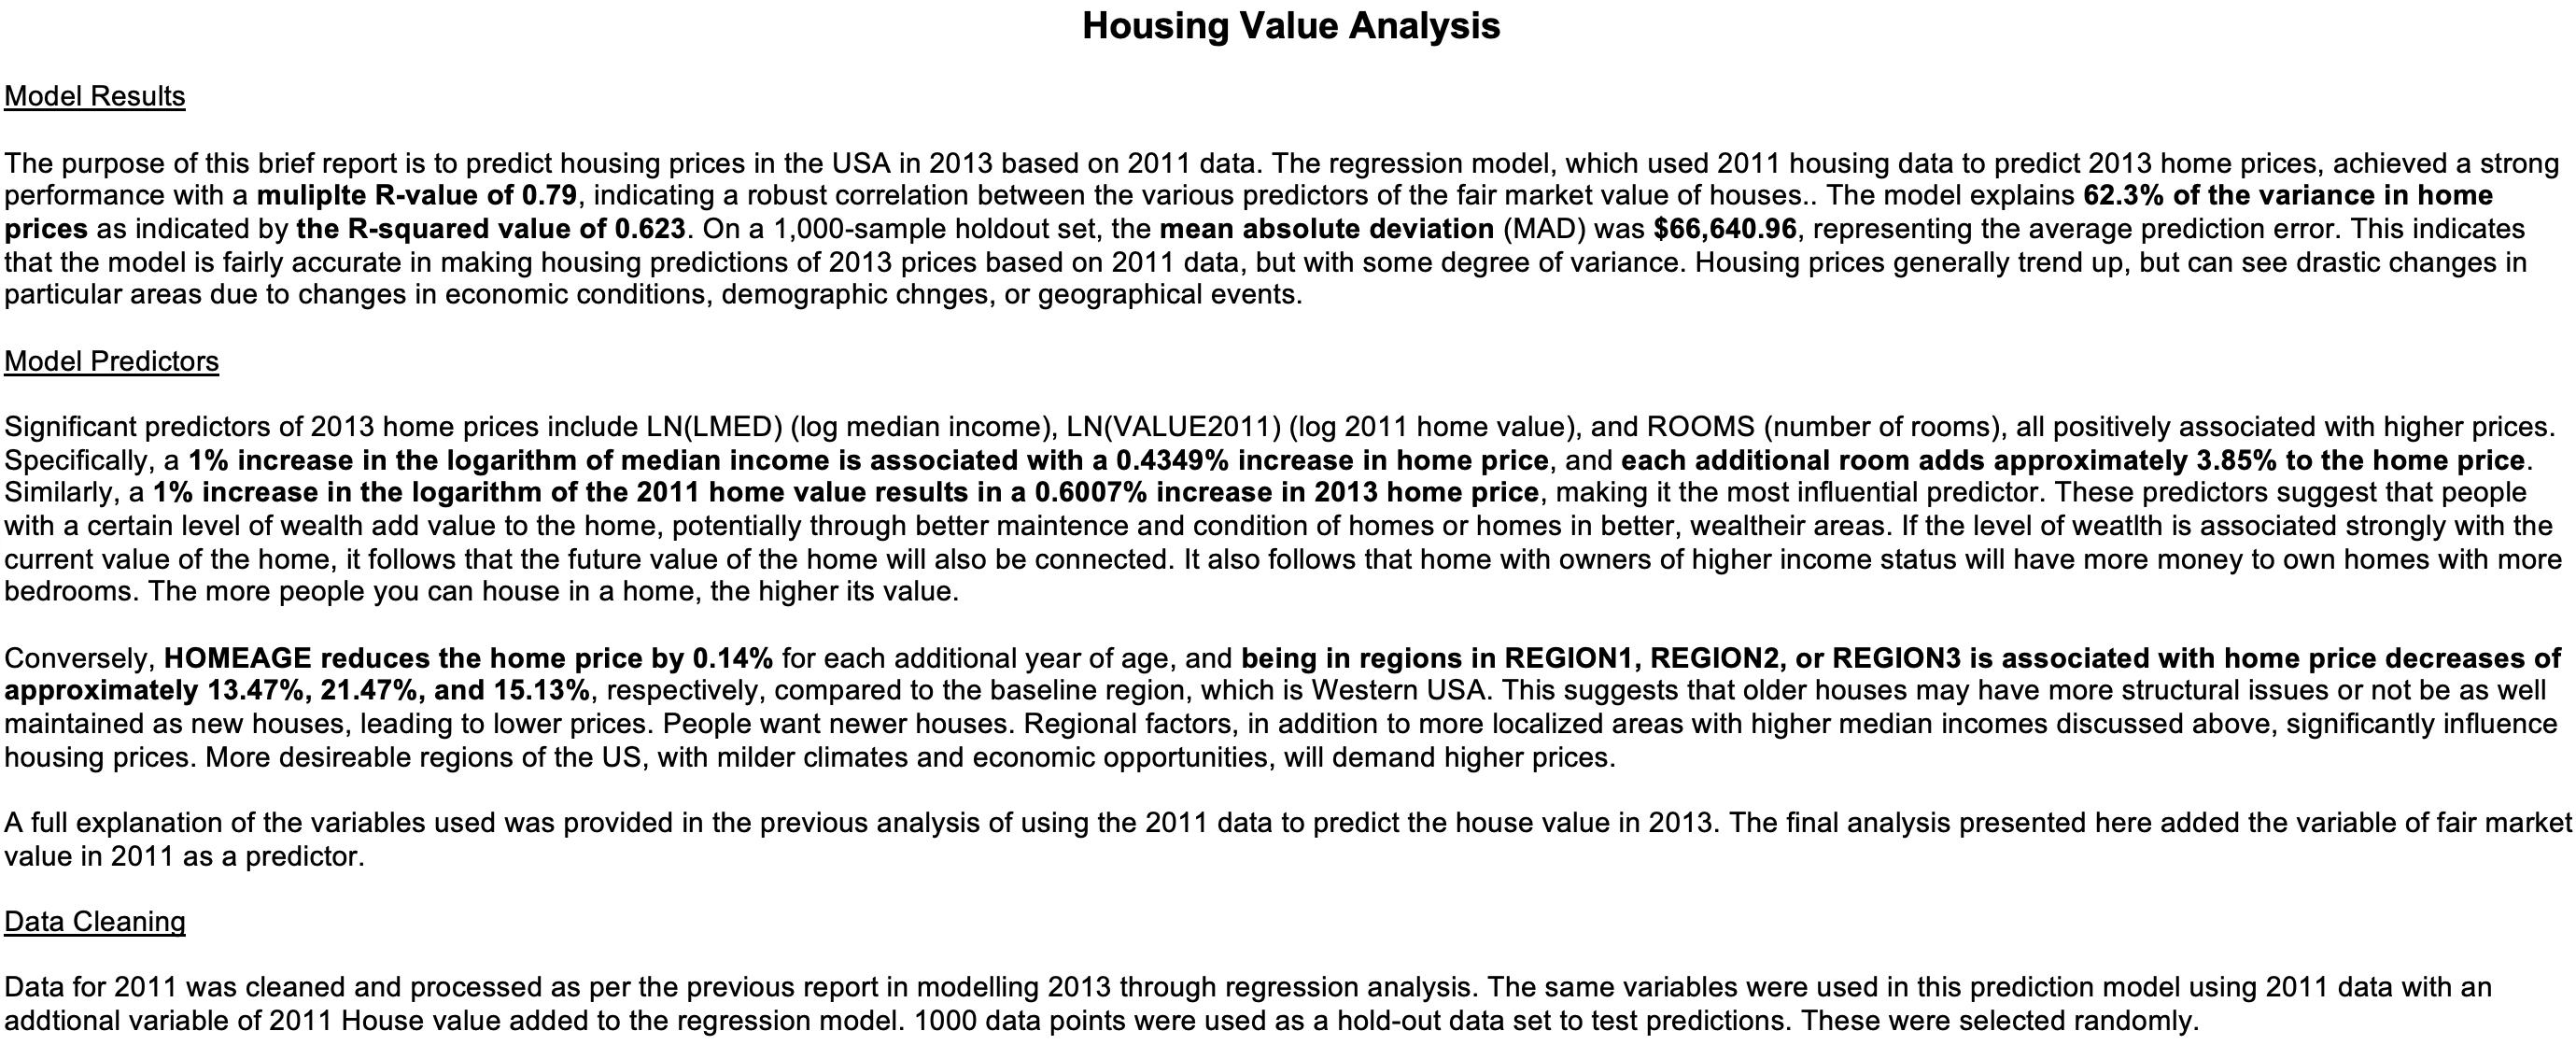 Housing Value Analysis
Model Results
The purpose of this brief report is to predict housing prices in the USA in 2013 based on 2011 data. The regression model, which used 2011 housing data to predict 2013 home prices, achieved a strong
performance with a muliplte R-value of 0.79, indicating a robust correlation between the various predictors of the fair market value of houses.. The model explains 62.3% of the variance in home
prices as indicated by the R-squared value of 0.623. On a 1,000-sample holdout set, the mean absolute deviation (MAD) was $66,640.96, representing the average prediction error. This indicates
that the model is fairly accurate in making housing predictions of 2013 prices based on 2011 data, but with some degree of variance. Housing prices generally trend up, but can see drastic changes in
particular areas due to changes in economic conditions, demographic chnges, or geographical events.
Model Predictors
Significant predictors of 2013 home prices include LN(LMED) (log median income), LN(VALUE2011) (log 2011 home value), and ROOMS (number of rooms), all positively associated with higher prices.
Specifically, a 1% increase in the logarithm of median income is associated with a 0.4349% increase in home price, and each additional room adds approximately 3.85% to the home price.
Similarly, a 1% increase in the logarithm of the 2011 home value results in a 0.6007% increase in 2013 home price, making it the most influential predictor. These predictors suggest that people
with a certain level of wealth add value to the home, potentially through better maintence and condition of homes or homes in better, wealtheir areas. If the level of weatlth is associated strongly with the
current value of the home, it follows that the future value of the home will also be connected. It also follows that home with owners of higher income status will have more money to own homes with more
bedrooms. The more people you can house in a home, the higher its value.
Conversely, HOMEAGE reduces the home price by 0.14% for each additional year of age, and being in regions in REGION1, REGION2, or REGION3 is associated with home price decreases of
approximately 13.47%, 21.47%, and 15.13%, respectively, compared to the baseline region, which is Western USA. This suggests that older houses may have more structural issues or not be as well
maintained as new houses, leading to lower prices. People want newer houses. Regional factors, in addition to more localized areas with higher median incomes discussed above, significantly influence
housing prices. More desireable regions of the US, with milder climates and economic opportunities, will demand higher prices.
A full explanation of the variables used was provided in the previous analysis of using the 2011 data to predict the house value in 2013. The final analysis presented here added the variable of fair market
value in 2011 as a predictor.
Data Cleaning
Data for 2011 was cleaned and processed as per the previous report in modelling 2013 through regression analysis. The same variables were used in this prediction model using 2011 data with an
addtional variable of 2011 House value added to the regression model. 1000 data points were used as a hold-out data set to test predictions. These were selected randomly.